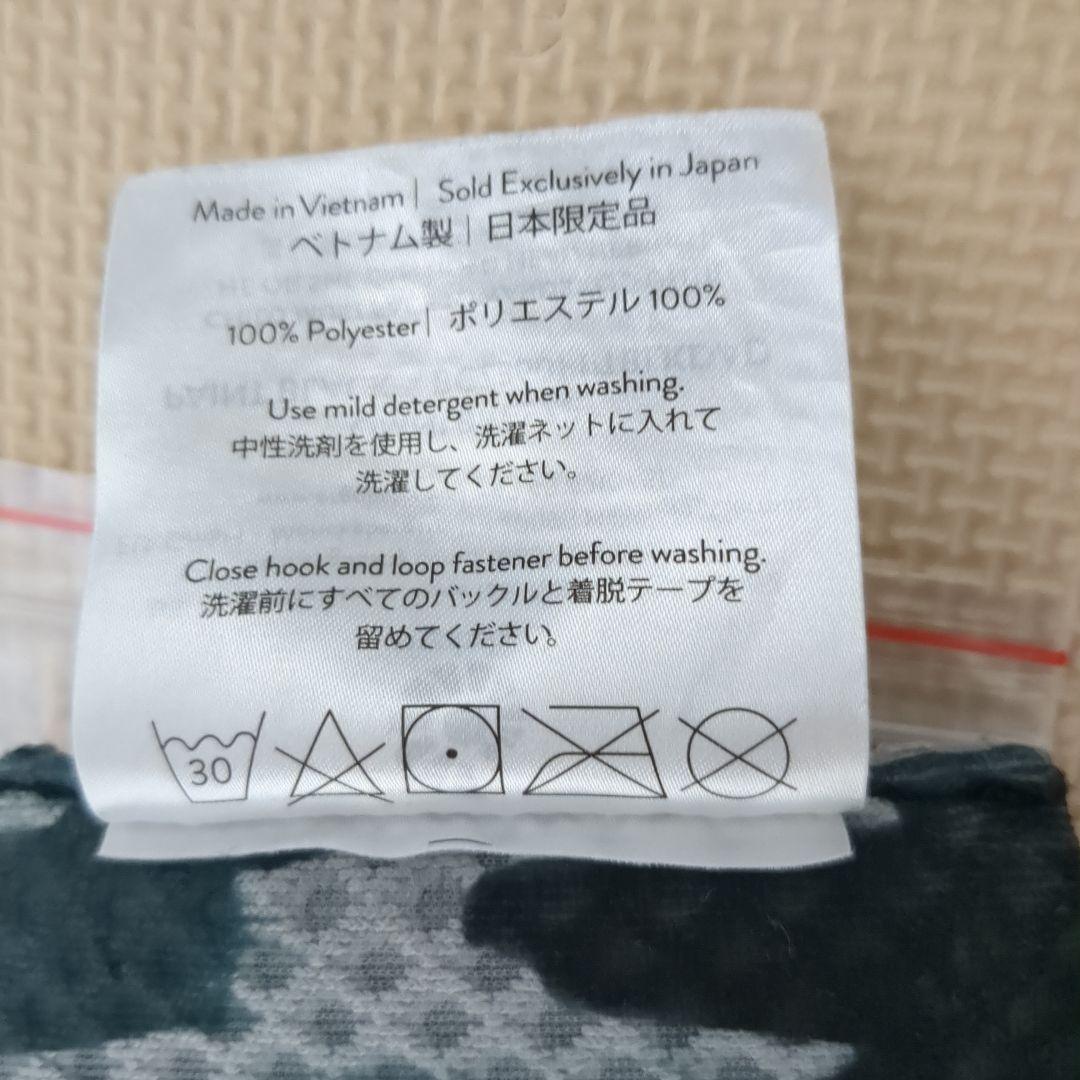 Made in Vietnam | Sold Exclusively in Japan
ベトナム製 | 日本限定品
100% Polyester | ポリエステル 100%
Use mild detergent when washing.
中性洗剤を使用し、洗濯ネットに入れて
洗濯してください。
Close hook and loop fastener before washing.
洗濯前にすべてのバックルと着脱テープを
留めてください。
30